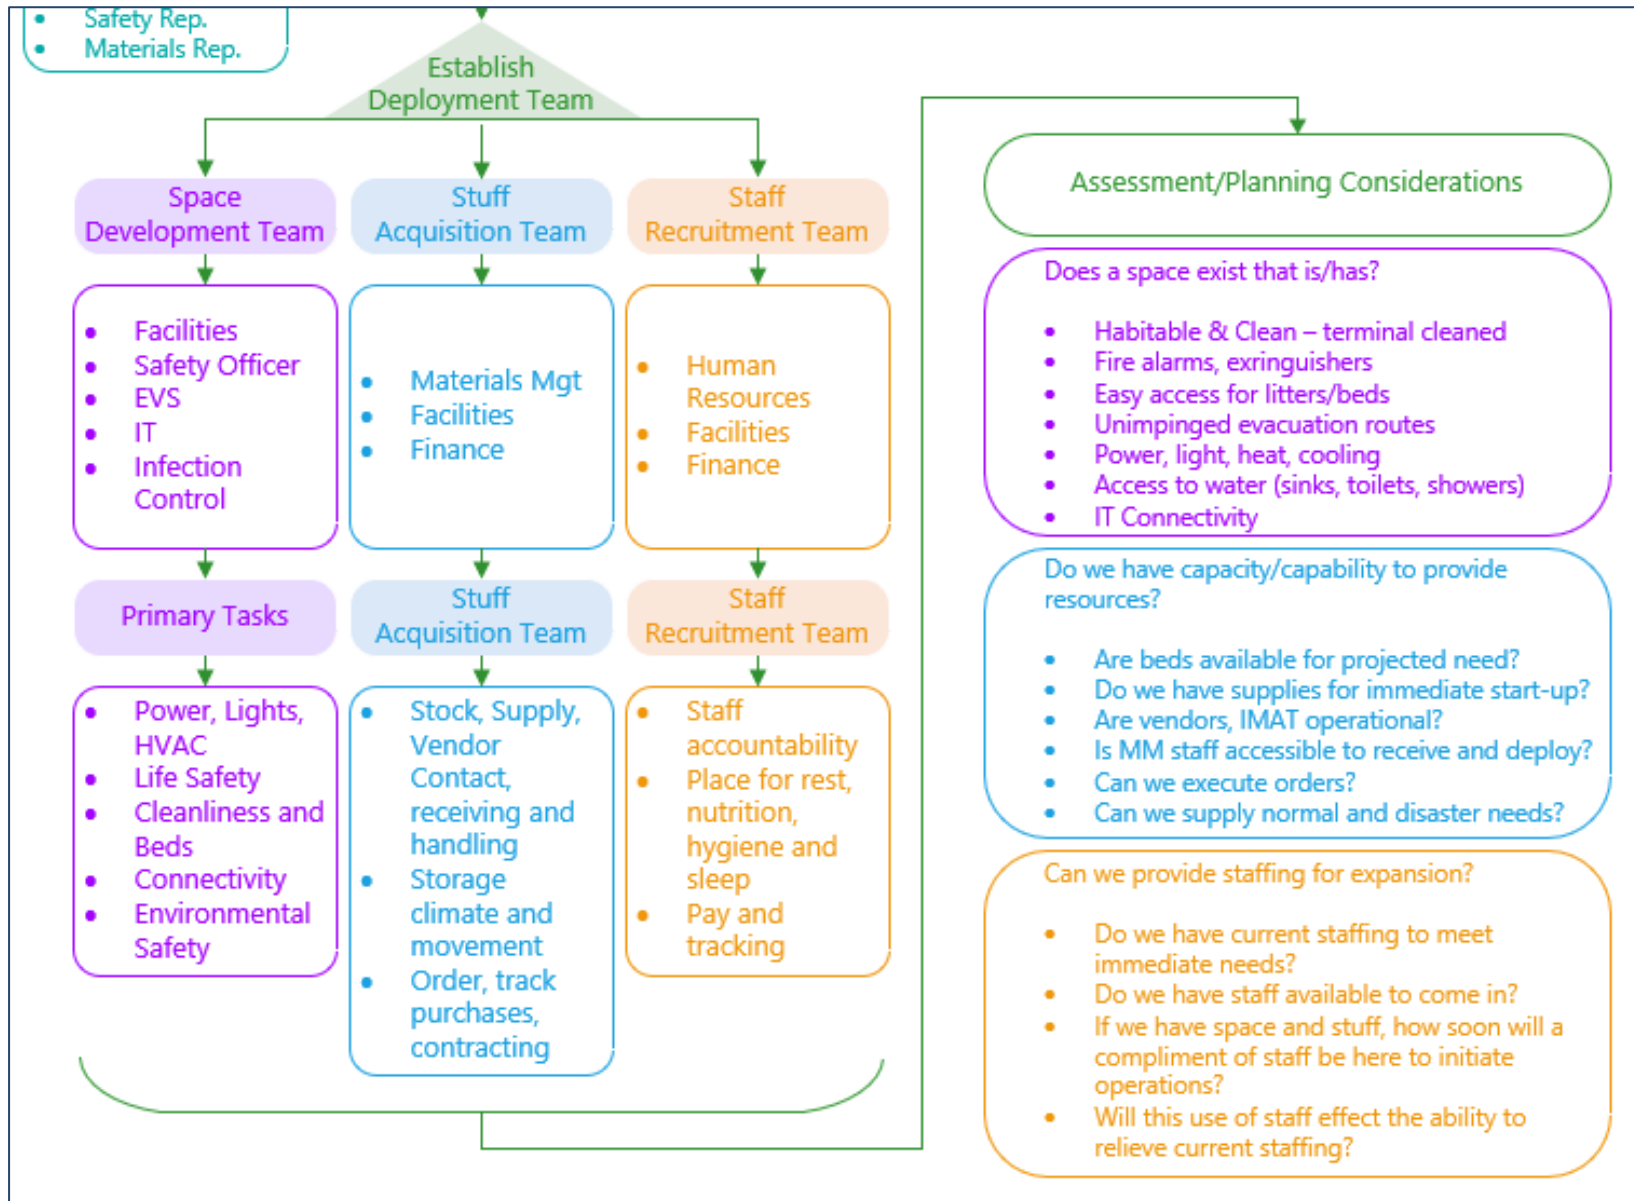 • Safety Rep.
• Materials Rep.
Establish
Deployment Team
Space
Development Team
• Facilities
• Safety Officer
• EVS
• IT
• Infection
Control
Primary Tasks
• Power, Lights,
HVAC
• Life Safety
• Cleanliness and
Beds
• Connectivity
• Environmental
Safety
Stuff
Acquisition Team
• Materials Mgt
• Facilities
• Finance
Stuff
Acquisition Team
• Stock, Supply,
Vendor
Contact,
receiving and
handling
• Storage
climate and
movement
• Order, track
purchases,
contracting
Staff
Recruitment Team
• Human
Resources
• Facilities
• Finance
Staff
Recruitment Team
• Staff
accountability
• Place for rest,
nutrition,
hygiene and
sleep
• Pay and
tracking
Assessment/Planning Considerations
Does a space exist that is/has?
• Habitable & Clean – terminal cleaned
• Fire alarms, exringuishers
• Easy access for litters/beds
• Unimpinged evacuation routes
• Power, light, heat, cooling
• Access to water (sinks, toilets, showers)
• IT Connectivity
Do we have capacity/capability to provide
resources?
• Are beds available for projected need?
• Do we have supplies for immediate start-up?
• Are vendors, IMAT operational?
• Is MM staff accessible to receive and deploy?
• Can we execute orders?
• Can we supply normal and disaster needs?
Can we provide staffing for expansion?
• Do we have current staffing to meet
immediate needs?
• Do we have staff available to come in?
• If we have space and stuff, how soon will a
compliment of staff be here to initiate
operations?
• Will this use of staff effect the ability to
relieve current staffing?